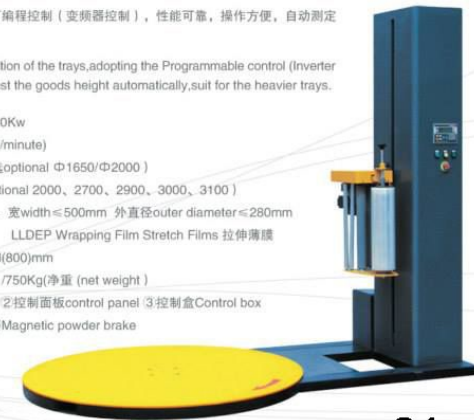 编程控制（变频器控制），性能可靠，操作方便，自动测定
tion of the trays,adopting the Programmable control (Inverter
st the goods height automatically,suit for the heavier trays.
0Kw
/minute)
optional Φ1650/Φ2000 )
tional 2000、2700、2900、3000、3100 )
宽width≤500mm 外直径outer diameter≤280mm
LLDEP Wrapping Film Stretch Films 拉伸薄膜
(800)mm
/750Kg(净重 (net weight )
②控制面板control panel ③控制盒Control box
Magnetic powder brake